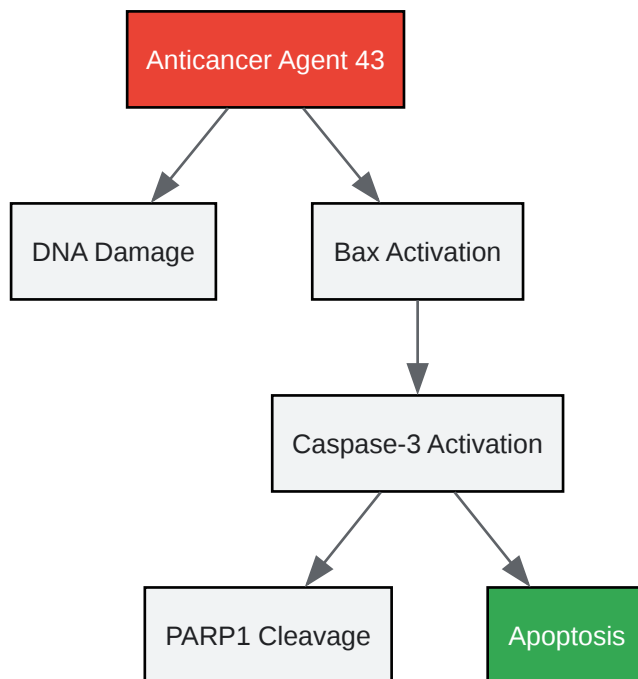 Anticancer Agent 43
DNA Damage
Bax Activation
Caspase-3 Activation
PARP1 Cleavage
Apoptosis